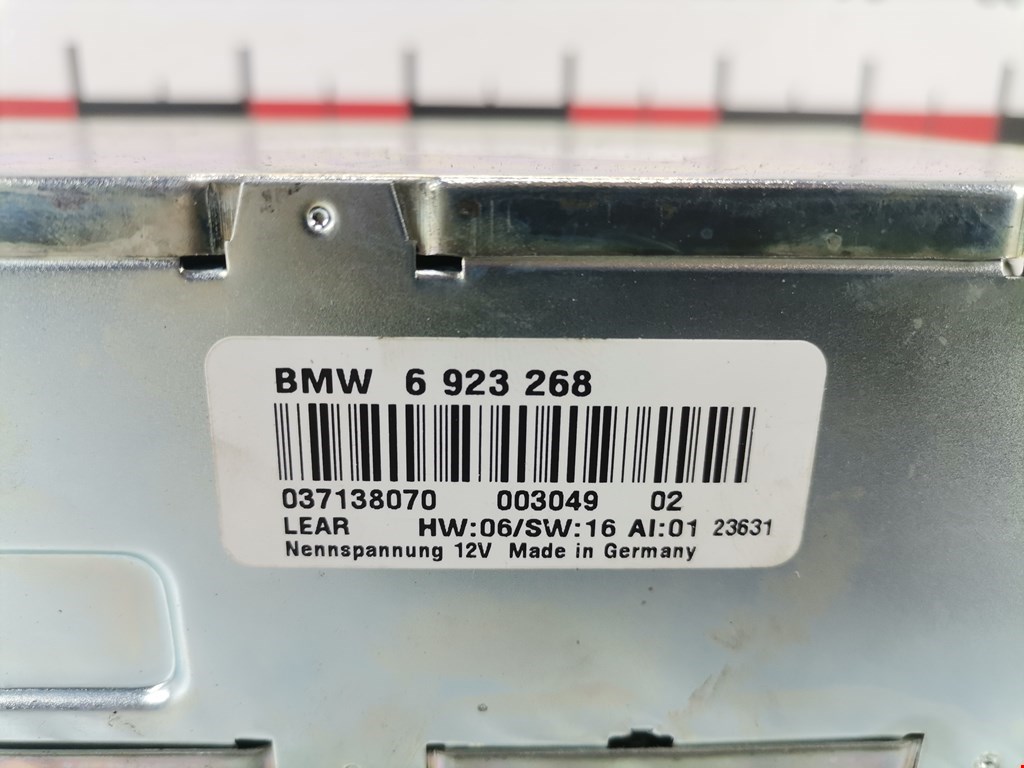 BMW 6 923 268
037138070 003049 02
LEAR HW:06/SW:16 AI:01 23631
Nennspannung 12V Made in Germany